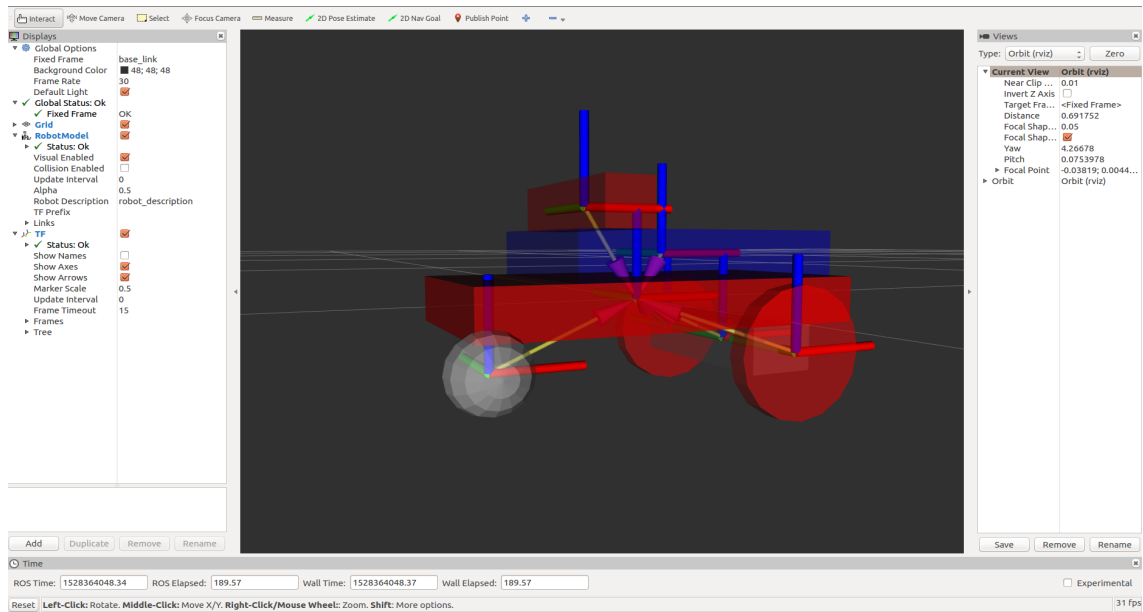 Interact Move Camera Select Focus Camera Measure 2D Pose Estimate 2D Nav Goal Publish Point
Displays
Global Options
Fixed Frame base_link
Background Color 48; 48; 48
Frame Rate 30
Default Light
Global Status: Ok
Fixed Frame OK
Grid
RobotModel
Status: Ok
Visual Enabled
Collision Enabled
Update Interval 0
Alpha 0.5
Robot Description robot_description
TF Prefix
Links
TF
Status: Ok
Show Names
Show Axes
Show Arrows
Marker Scale 0.5
Update Interval 0
Frame Timeout 15
Frames
Tree
Add Duplicate Remove Rename
Views
Type: Orbit (rviz) Zero
Current View Orbit (rviz)
Near Clip ... 0.01
Invert Z Axis
Target Fra... <Fixed Frame>
Distance 0.691752
Focal Shap... 0.05
Focal Shap...
Yaw 4.26678
Pitch 0.0753978
Focal Point -0.03819; 0.0044...
Orbit Orbit (rviz)
Save Remove Rename
Time
ROS Time: 1528364048.34 ROS Elapsed: 189.57 Wall Time: 1528364048.37 Wall Elapsed: 189.57 Experimental
Reset Left-Click: Rotate. Middle-Click: Move X/Y. Right-Click/Mouse Wheel:: Zoom. Shift: More options. 31 fps